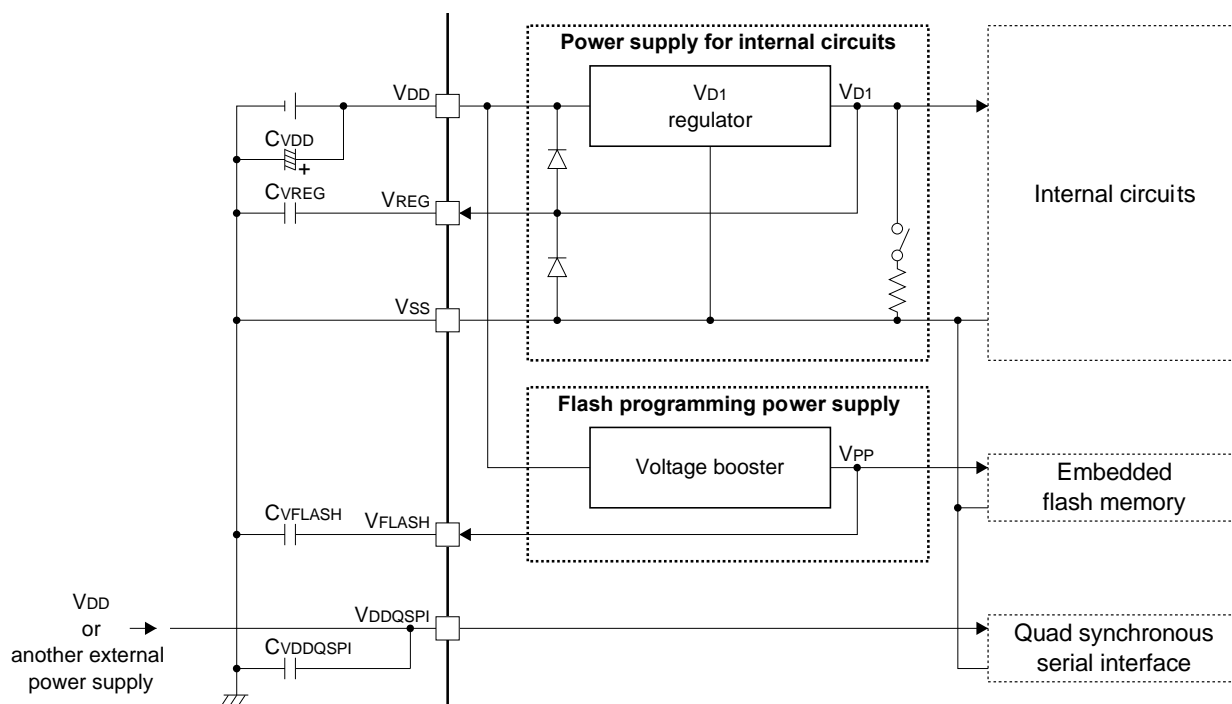 Power supply for internal circuits
VDD
VD1
regulator
VD1
CVDD
+
CVREG
VREG
Internal circuits
VSS
Flash programming power supply
Voltage booster
VPP
Embedded
flash memory
CVFLASH
VFLASH
VDD
or
another external
power supply
VDDQSPI
CVDDQSPI
Quad synchronous
serial interface